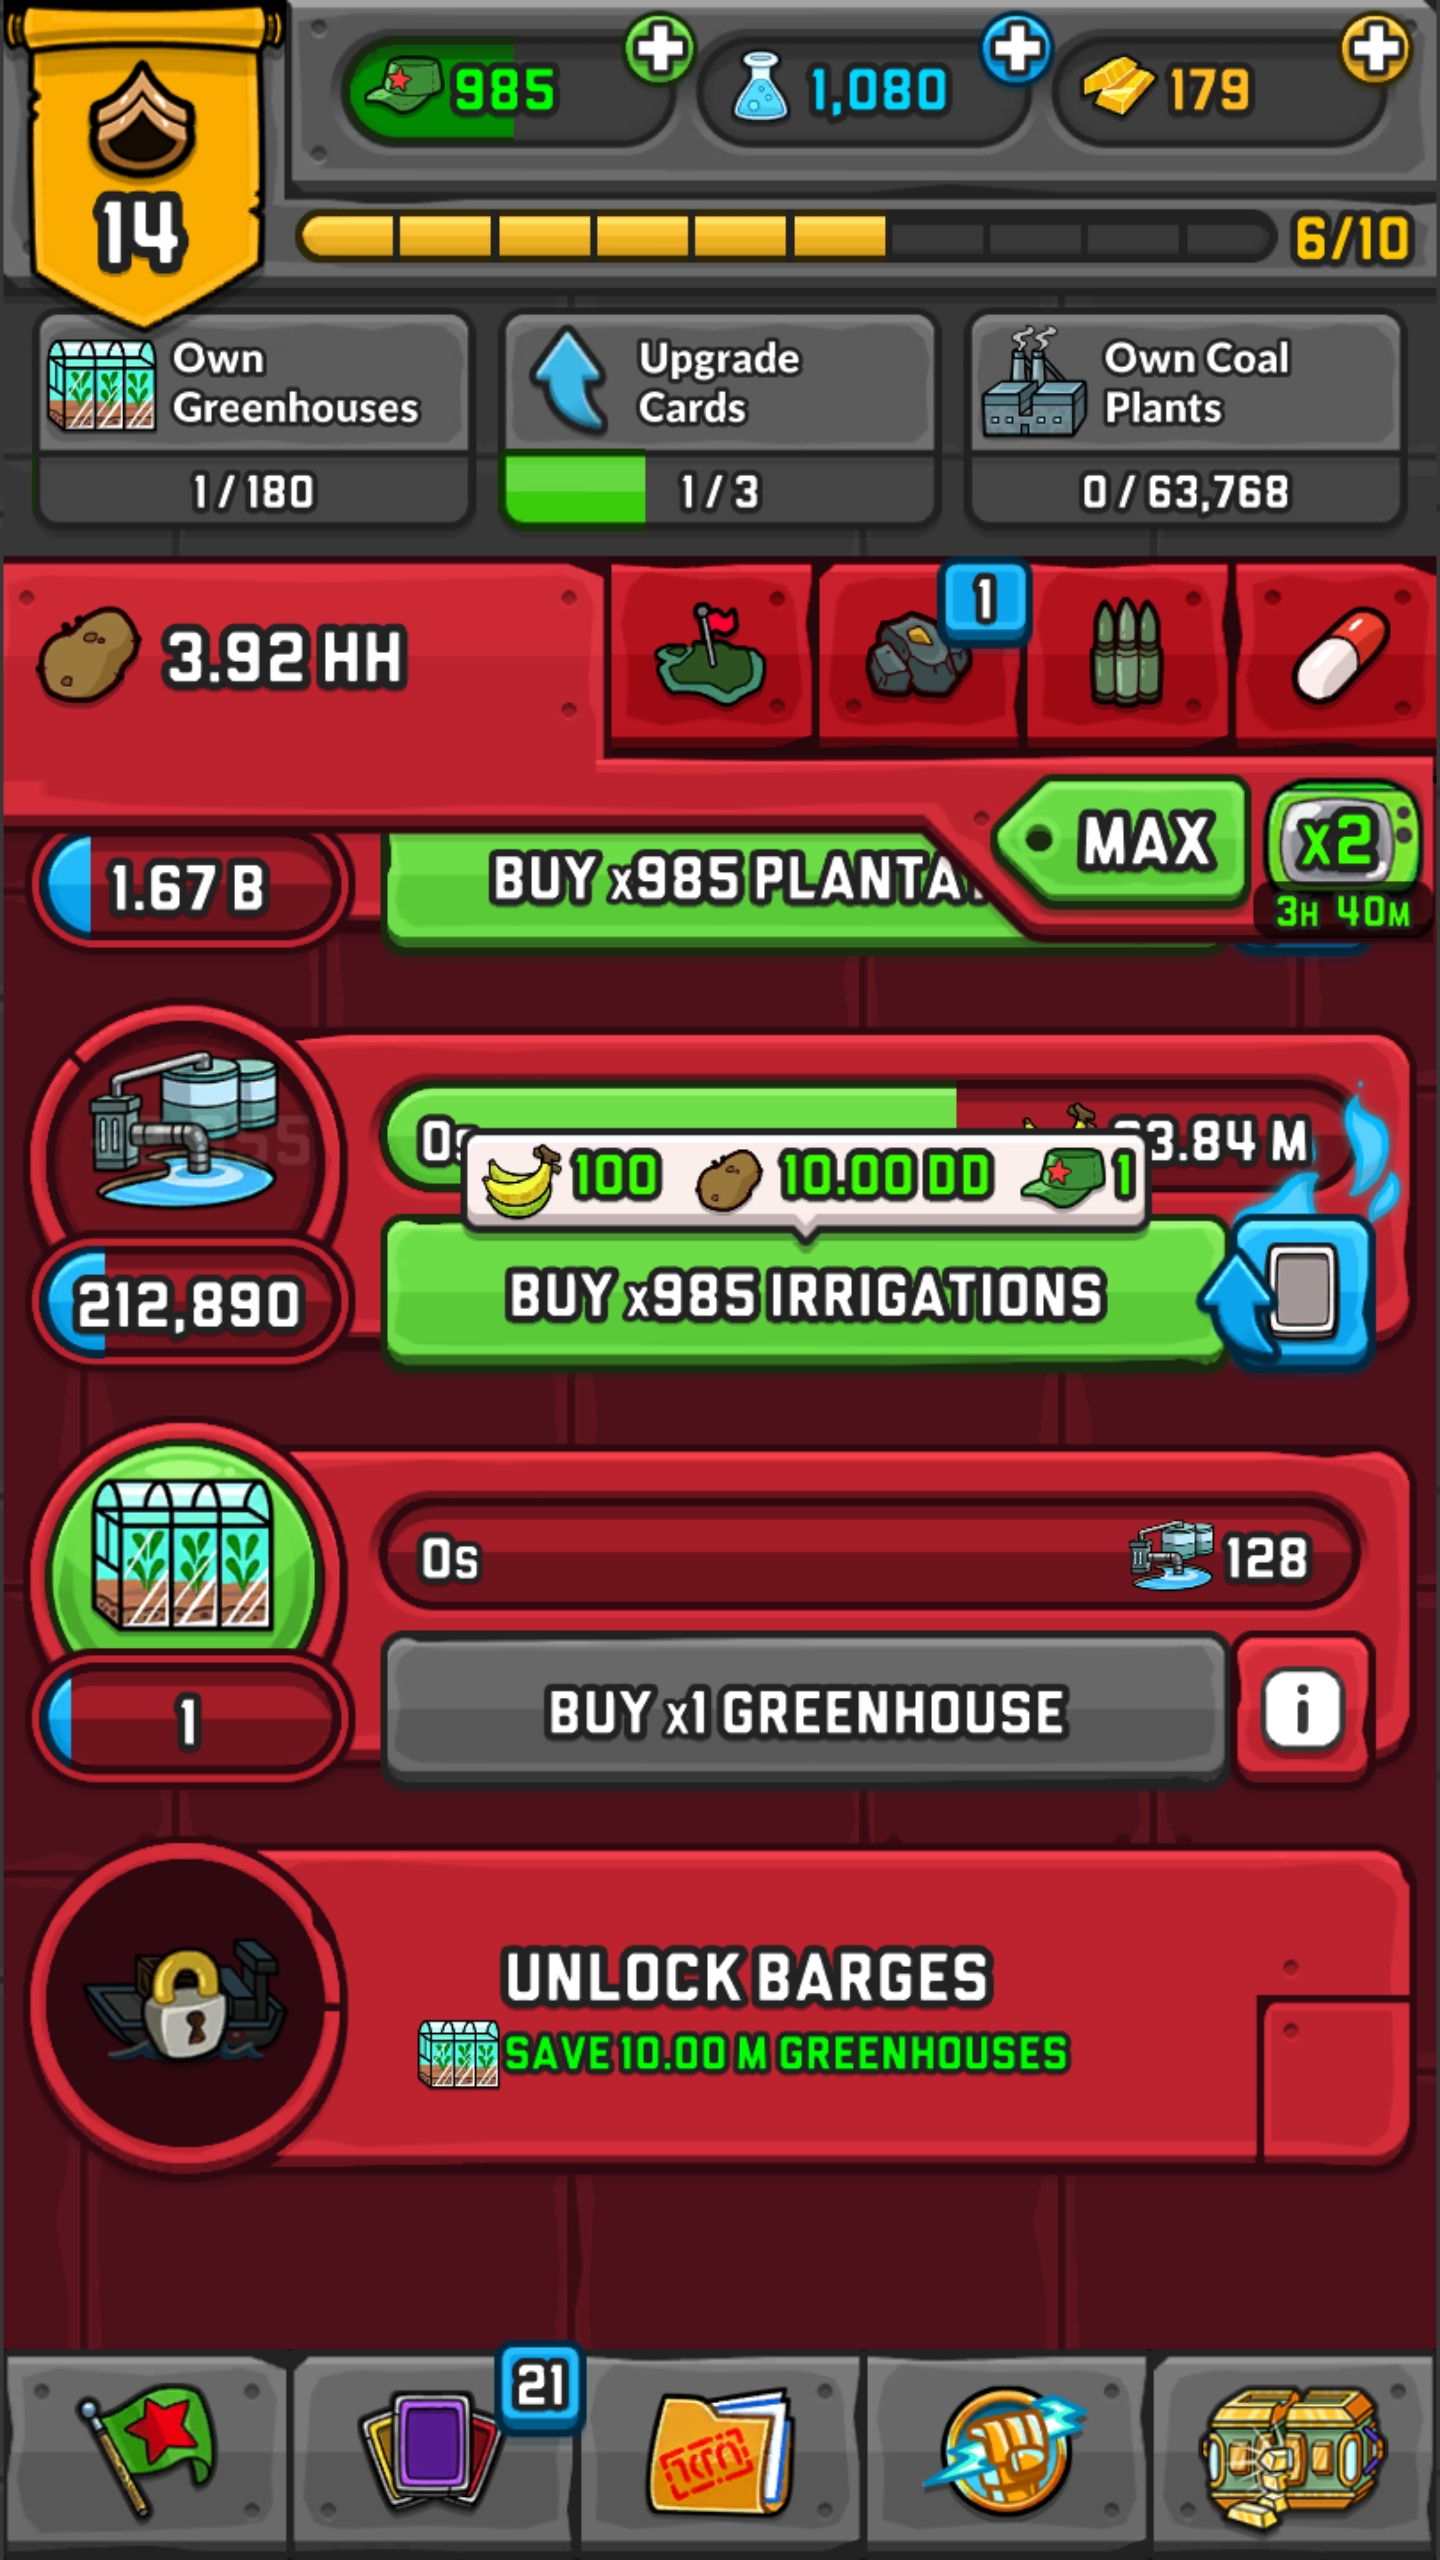 985
1,080
179
14
6/10
Own
Greenhouses
1/180
Upgrade
Cards
1/3
Own Coal
Plants
0/63,768
3.92 HH
1
MAX
x2
3H 40M
1.67 B
BUY x985
0s
3.84 M
100
10.00 DD
1
212,890
BUY x985 IRRIGATIONS
0s
128
1
BUY x1 GREENHOUSE
i
UNLOCK BARGES
SAVE 10.00 M GREENHOUSES
21